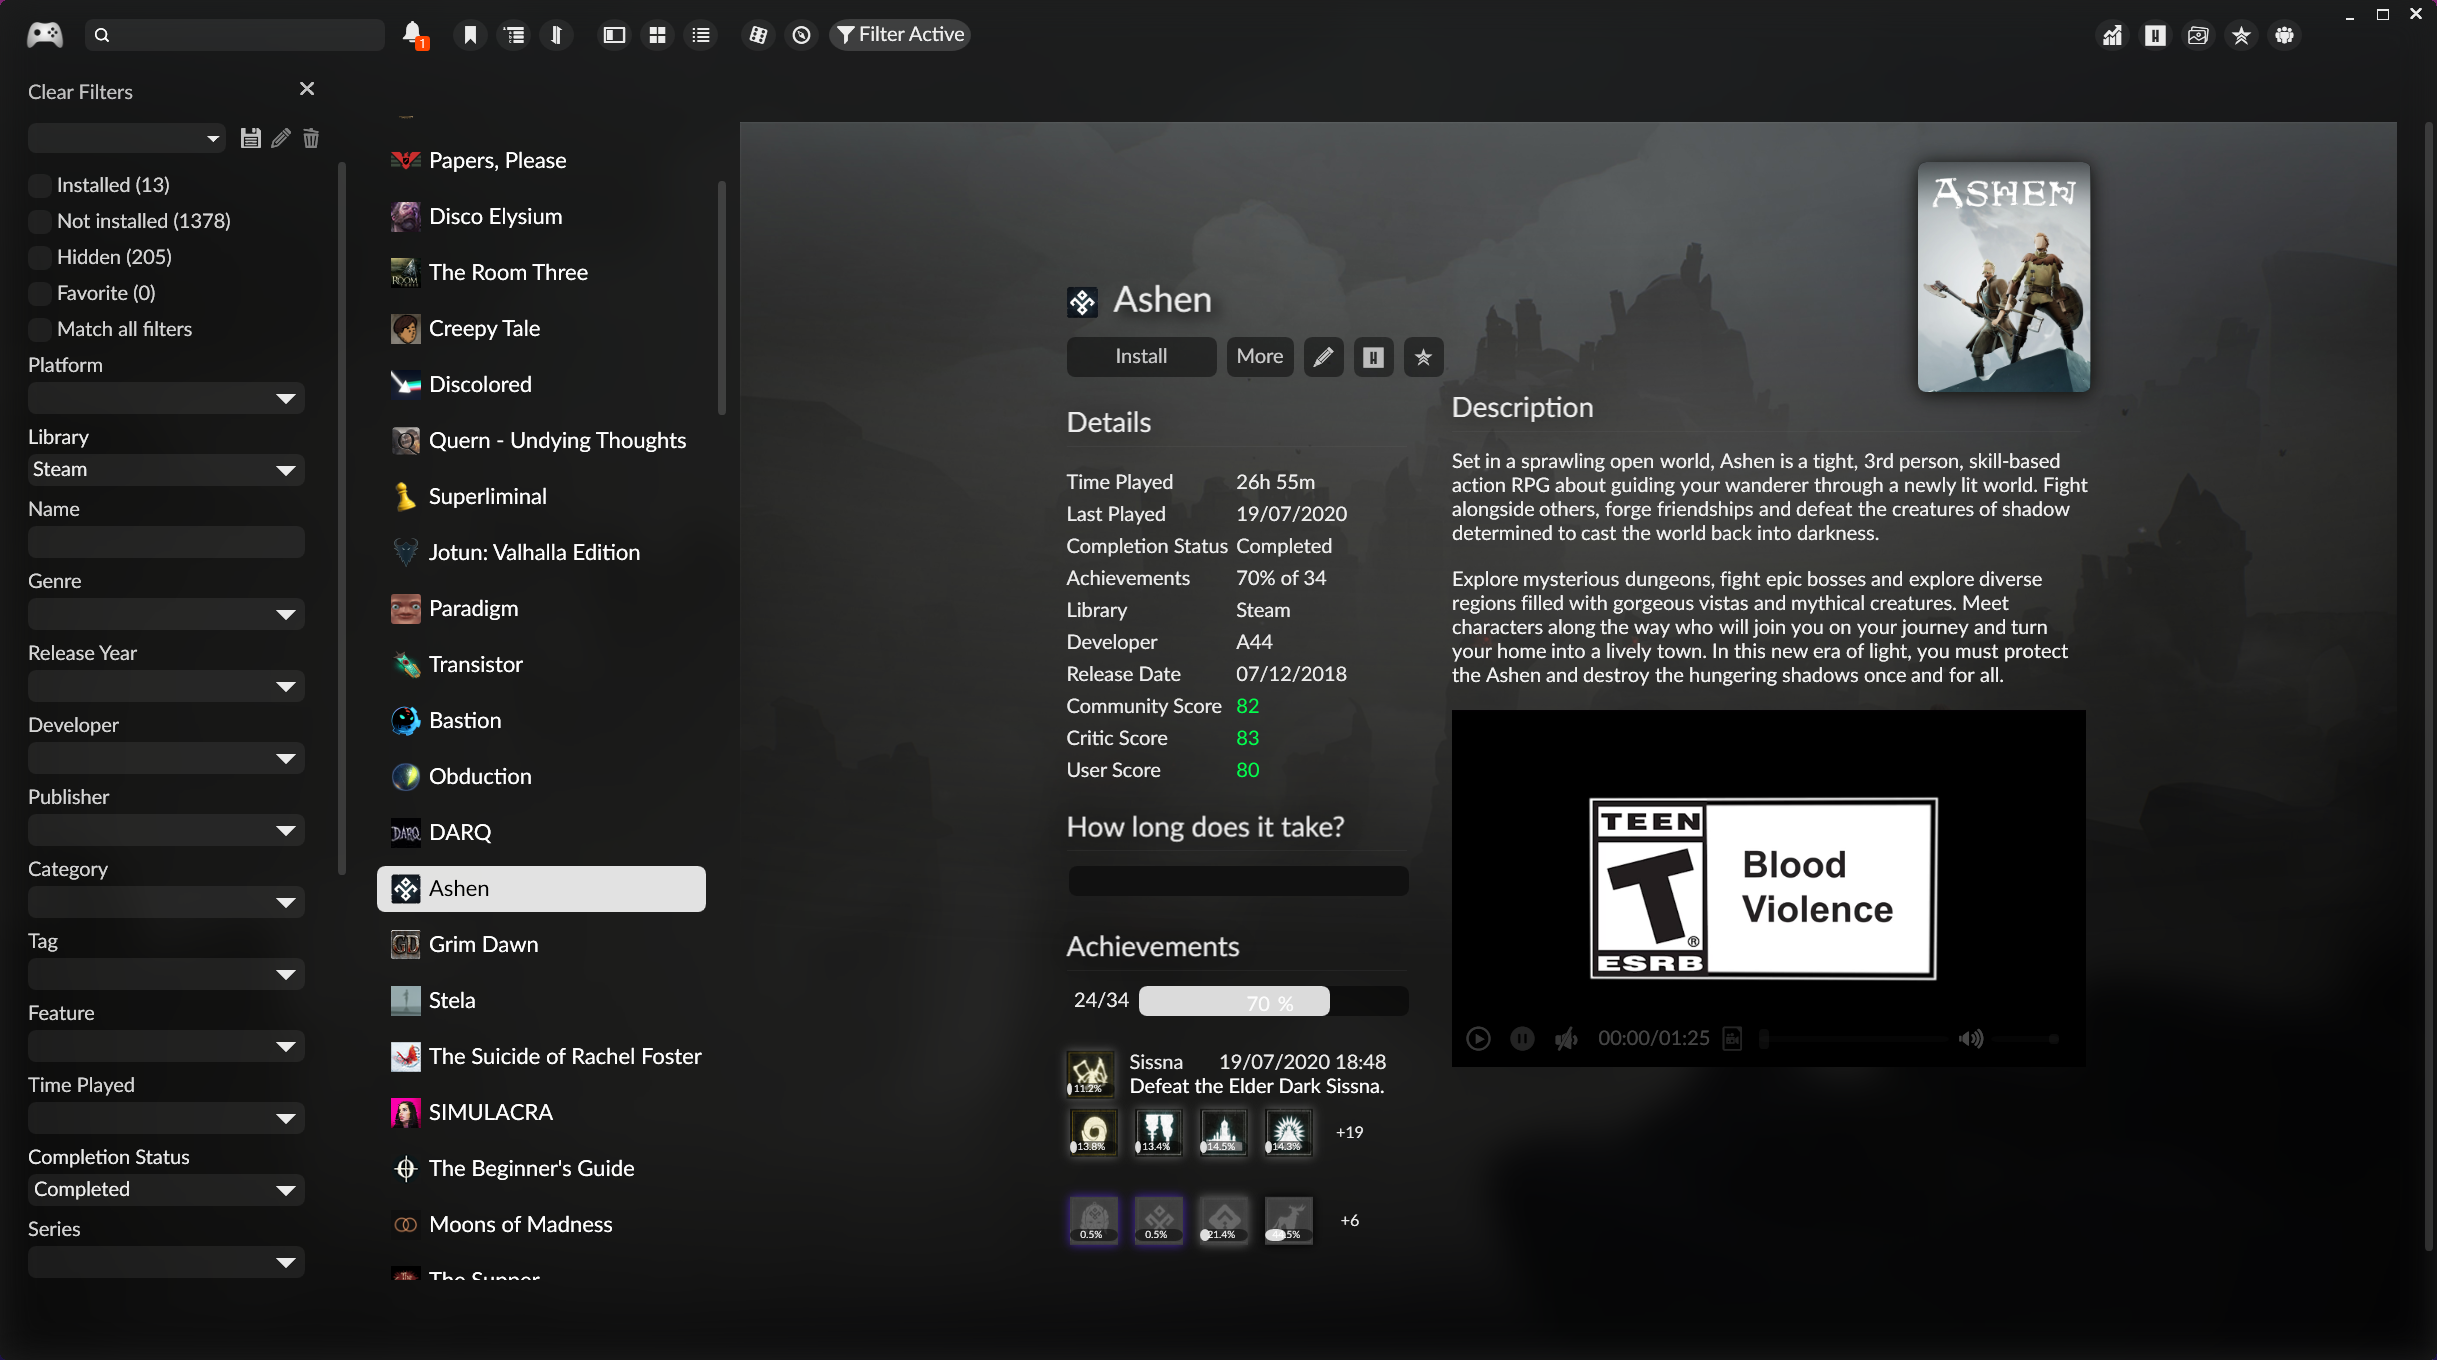 1
Filter Active
Clear Filters
Installed (13)
Not installed (1378)
Hidden (205)
Favorite (0)
Match all filters
Platform
Library
Steam
Name
Genre
Release Year
Developer
Publisher
Category
Tag
Feature
Time Played
Completion Status
Completed
Series
Papers, Please
Disco Elysium
The Room Three
Creepy Tale
Discolored
Quern - Undying Thoughts
Superliminal
Jotun: Valhalla Edition
Paradigm
Transistor
Bastion
Obduction
DARQ
DARQ
Ashen
GD
Grim Dawn
Stela
The Suicide of Rachel Foster
SIMULACRA
The Beginner's Guide
Moons of Madness
The Supper
Ashen
Install
More
H
Details
Time Played 26h 55m
Last Played 19/07/2020
Completion Status Completed
Achievements 70% of 34
Library Steam
Developer A44
Release Date 07/12/2018
Community Score 82
Critic Score 83
User Score 80
How long does it take?
Achievements
24/34 70 %
Sissna 19/07/2020 18:48
Defeat the Elder Dark Sissna.
11.2%
13.8% 13.4% 14.5% 14.3% +19
0.5% 0.5% 21.4% +6
ASHEN
Description
Set in a sprawling open world, Ashen is a tight, 3rd person, skill-based
action RPG about guiding your wanderer through a newly lit world. Fight
alongside others, forge friendships and defeat the creatures of shadow
determined to cast the world back into darkness.
Explore mysterious dungeons, fight epic bosses and explore diverse
regions filled with gorgeous vistas and mythical creatures. Meet
characters along the way who will join you on your journey and turn
your home into a lively town. In this new era of light, you must protect
the Ashen and destroy the hungering shadows once and for all.
TEEN
T
ESRB
Blood
Violence
00:00/01:25